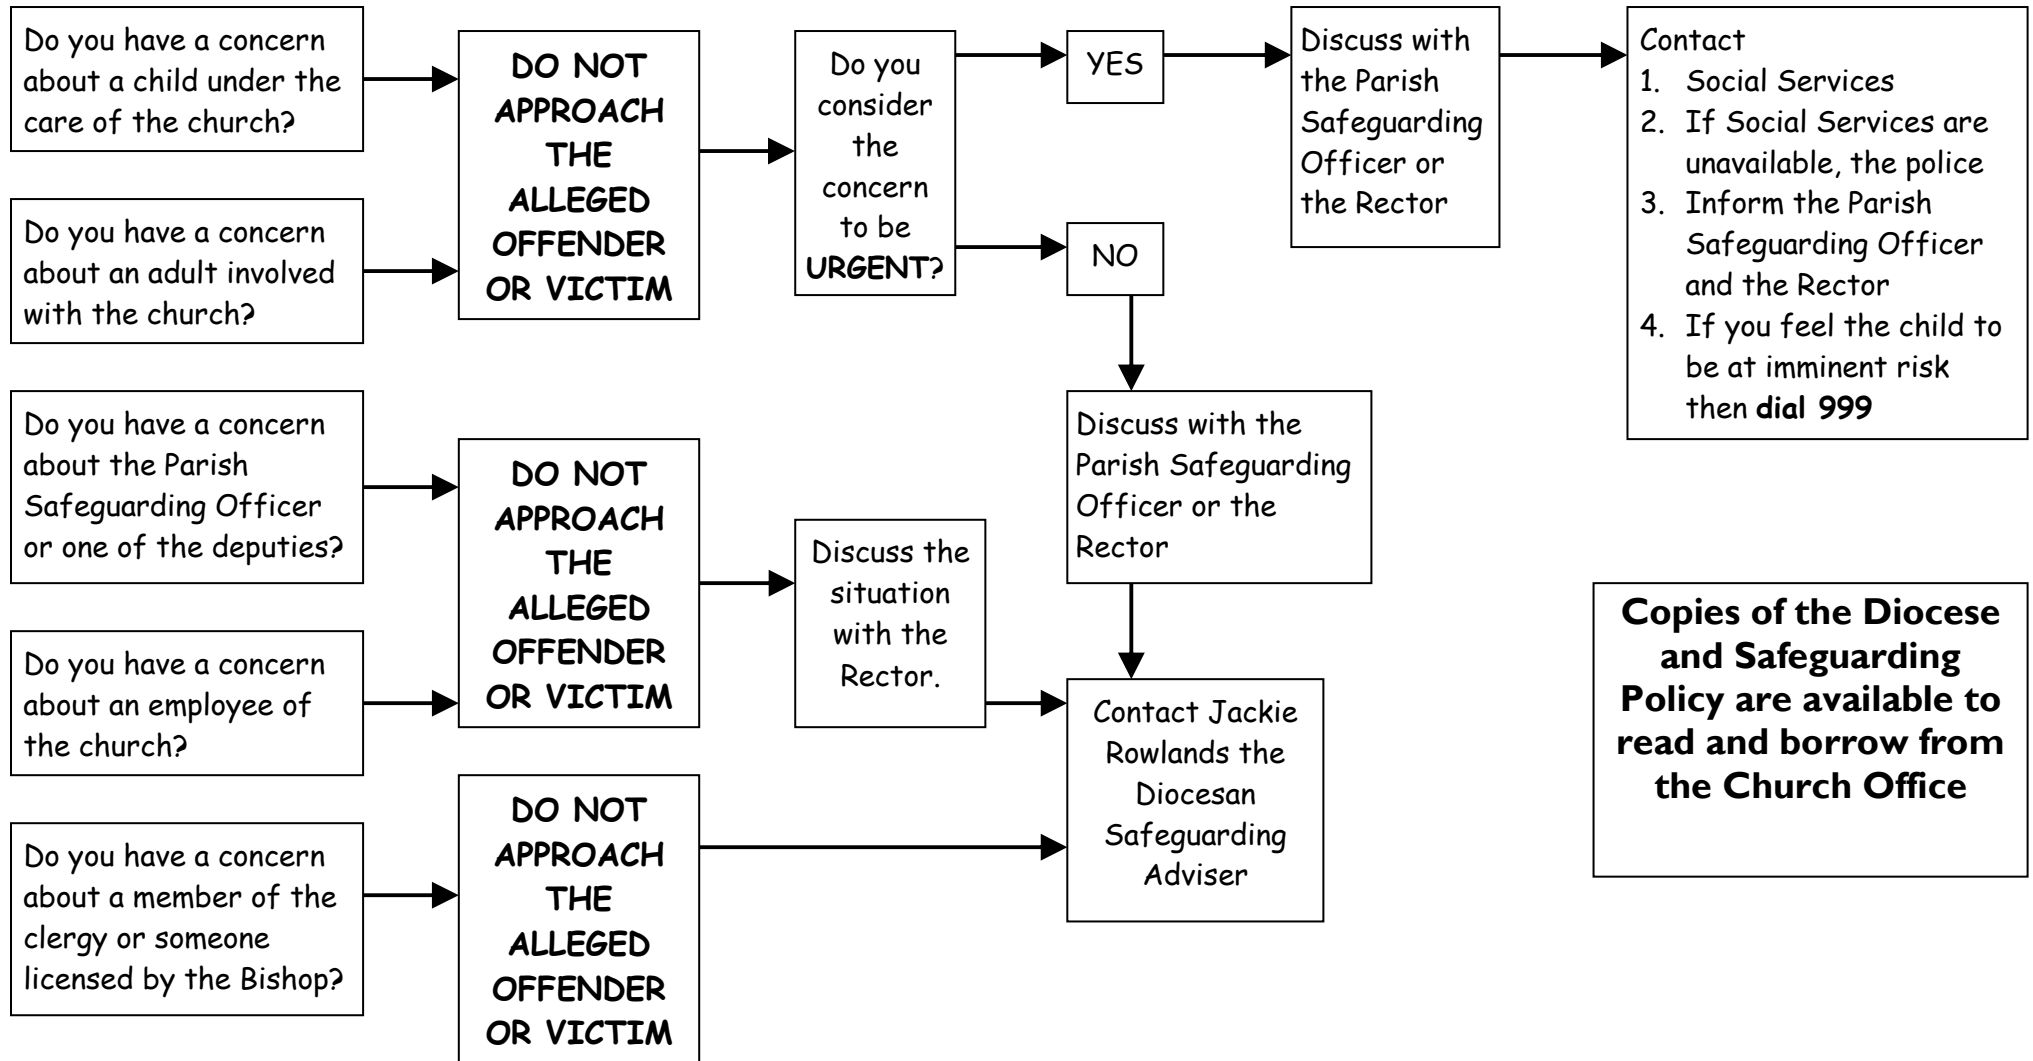 Do you have a concern
about a child under the
care of the church?
Do you have a concern
about an adult involved
with the church?
DO NOT
APPROACH
THE
ALLEGED
OFFENDER
OR VICTIM
Do you
consider
the
concern
to be
URGENT?
YES
NO
Discuss with
the Parish
Safeguarding
Officer or
the Rector
Contact
1. Social Services
2. If Social Services are
unavailable, the police
3. Inform the Parish
Safeguarding Officer
and the Rector
4. If you feel the child to
be at imminent risk
then dial 999
Discuss with the
Parish Safeguarding
Officer or the
Rector
Do you have a concern
about the Parish
Safeguarding Officer
or one of the deputies?
Do you have a concern
about an employee of
the church?
DO NOT
APPROACH
THE
ALLEGED
OFFENDER
OR VICTIM
Discuss the
situation
with the
Rector.
Contact Jackie
Rowlands the
Diocesan
Safeguarding
Adviser
Do you have a concern
about a member of the
clergy or someone
licensed by the Bishop?
DO NOT
APPROACH
THE
ALLEGED
OFFENDER
OR VICTIM
Copies of the Diocese
and Safeguarding
Policy are available to
read and borrow from
the Church Office